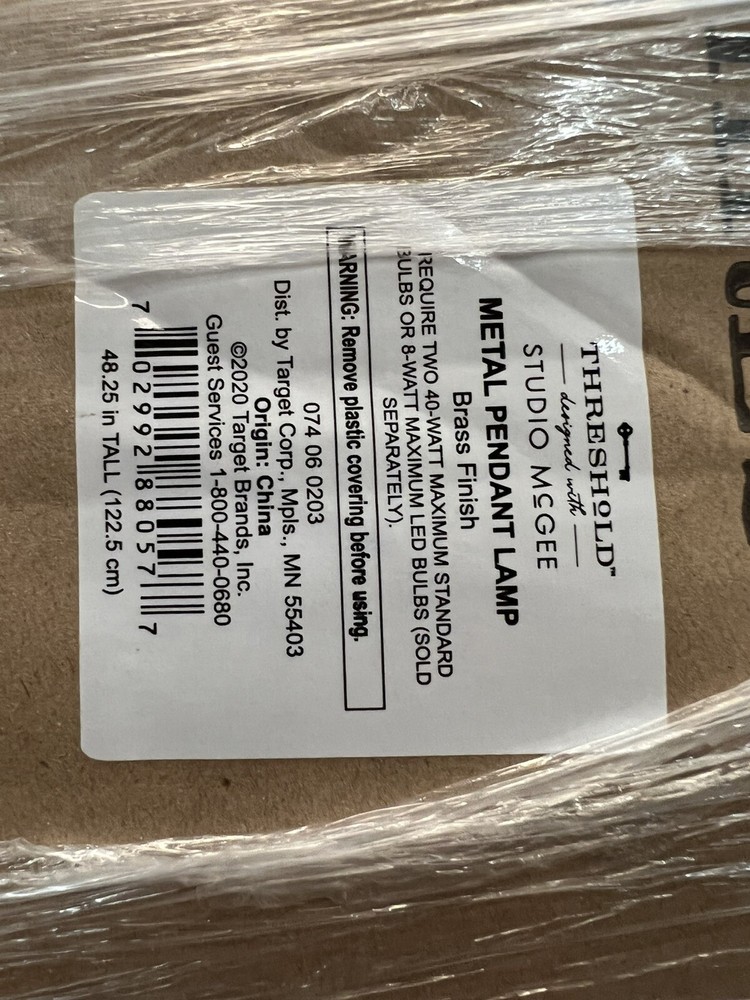 THRESHOLD™
designed with
STUDIO McGEE
METAL PENDANT LAMP
Brass Finish
REQUIRE TWO 40-WATT MAXIMUM STANDARD
BULBS OR 8-WATT MAXIMUM LED BULBS (SOLD
SEPARATELY).
WARNING: Remove plastic covering before using.
074 06 0203
Dist. by Target Corp., Mpls., MN 55403
Origin: China
©2020 Target Brands, Inc.
Guest Services 1-800-440-0680
7 02992 88057 7
48.25 in TALL (122.5 cm)